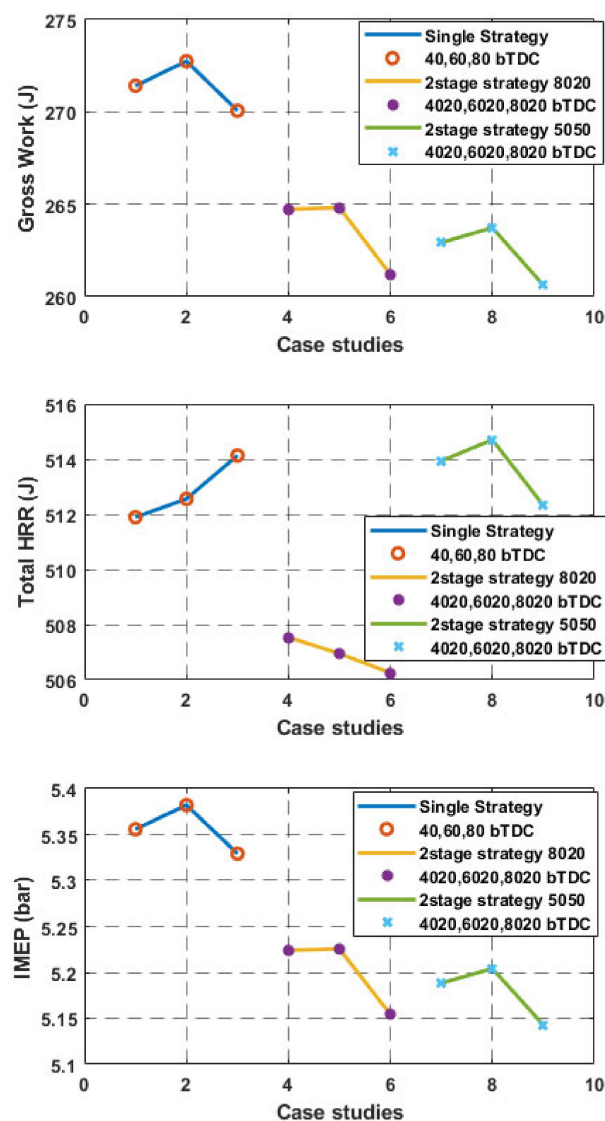 275
270
265
260
Gross Work (J)
0
2
4
6
8
10
Case studies
Single Strategy
40,60,80 bTDC
2stage strategy 8020
4020,6020,8020 bTDC
2stage strategy 5050
4020,6020,8020 bTDC
516
514
512
510
508
506
Total HRR (J)
0
2
4
6
8
10
Case studies
Single Strategy
40,60,80 bTDC
2stage strategy 8020
4020,6020,8020 bTDC
2stage strategy 5050
4020,6020,8020 bTDC
5.4
5.35
5.3
5.25
5.2
5.15
5.1
IMEP (bar)
0
2
4
6
8
10
Case studies
Single Strategy
40,60,80 bTDC
2stage strategy 8020
4020,6020,8020 bTDC
2stage strategy 5050
4020,6020,8020 bTDC